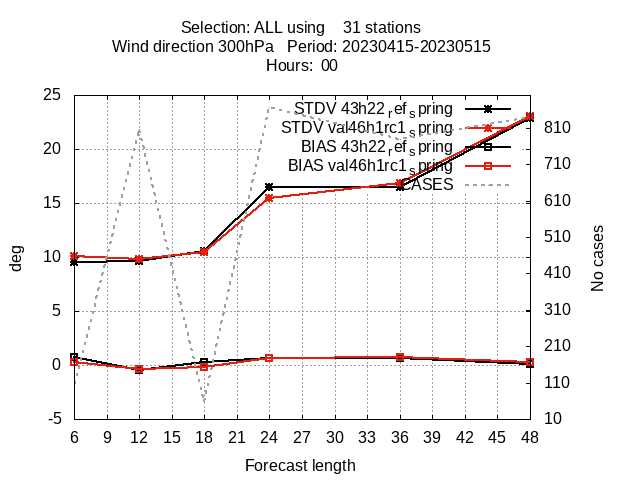 Selection: ALL using    31 stations
Wind direction 300hPa   Period: 20230415-20230515
Hours:  00
STDV 43h22_ref_spring
STDV val46h1rc1_spring
BIAS 43h22_ref_spring
BIAS val46h1rc1_spring
CASES
25
20
15
10
5
0
-5
deg
810
710
610
510
410
310
210
110
10
No cases
6 9 12 15 18 21 24 27 30 33 36 39 42 45 48
Forecast length